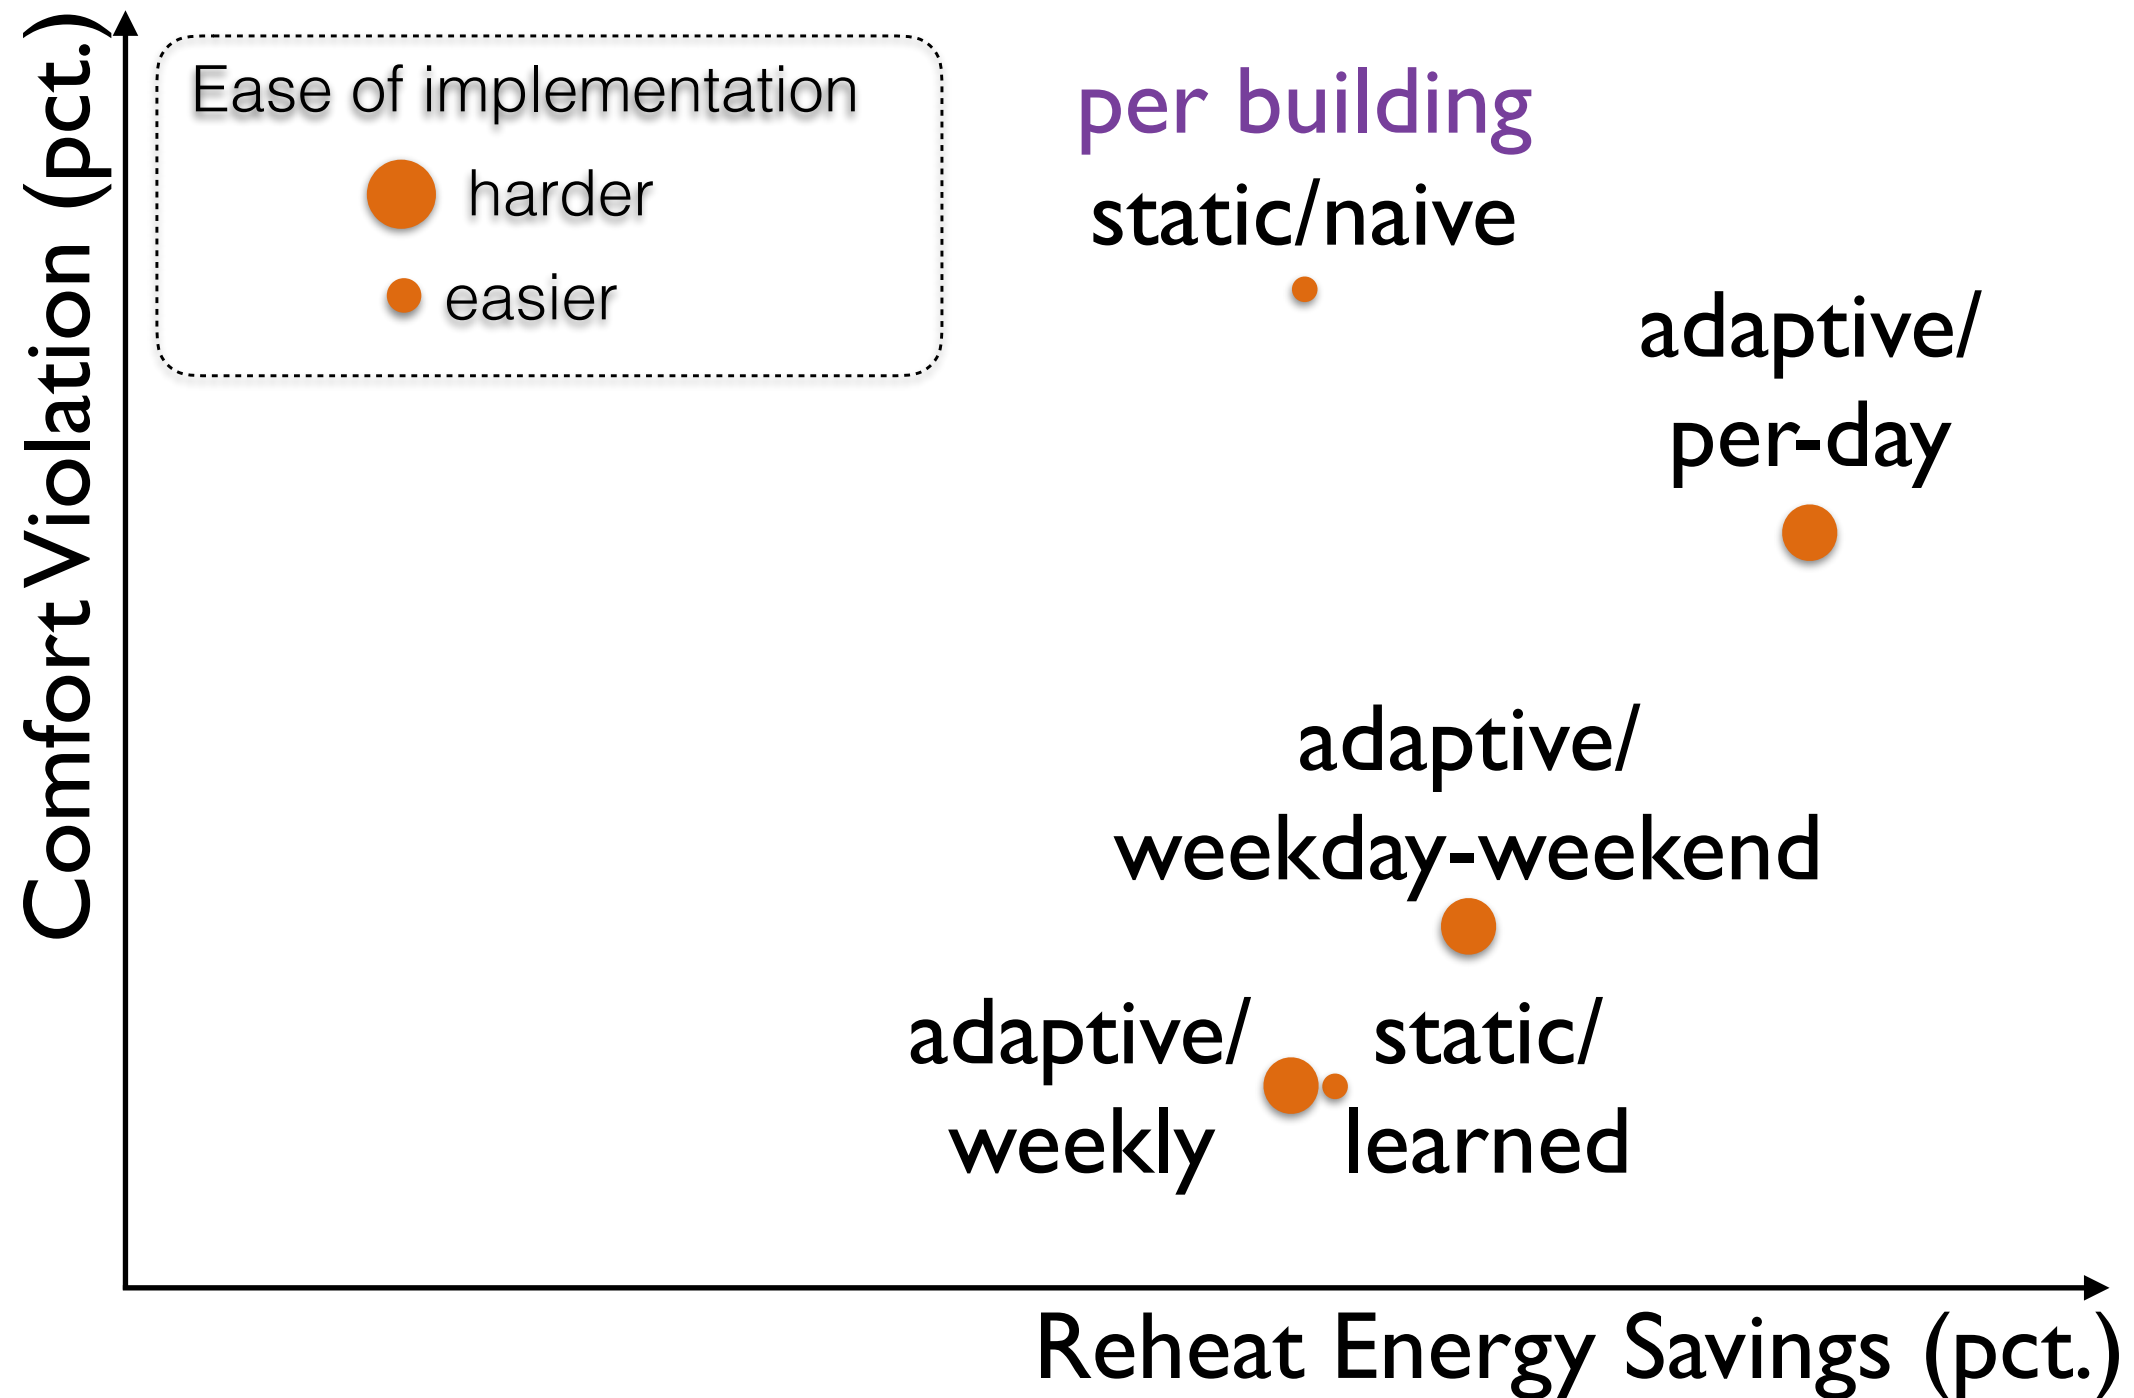 Comfort Violation (pct.)
Ease of implementation
harder
easier
per building
static/naive
adaptive/
per-day
adaptive/
weekday-weekend
adaptive/
weekly
static/
learned
Reheat Energy Savings (pct.)